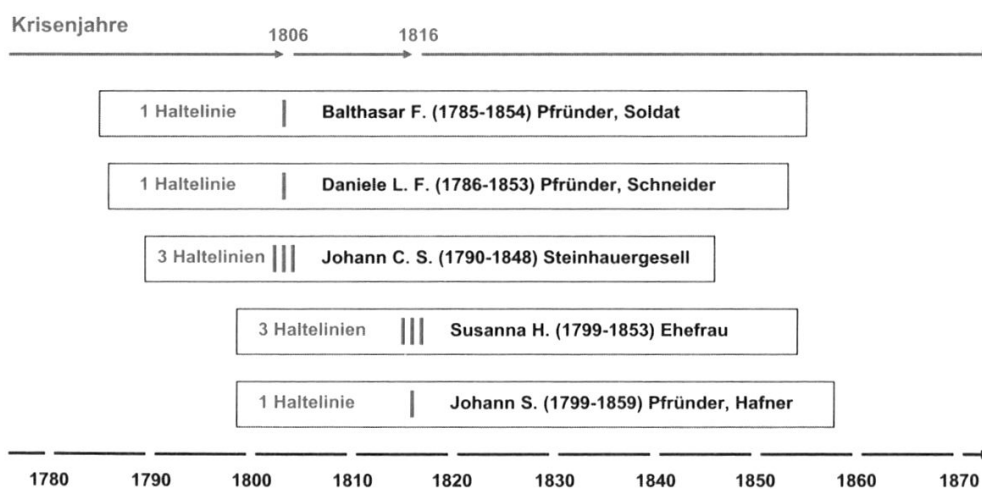 Krisenjahre
1806 1816
1 Haltelinie Balthasar F. (1785-1854) Pfründer, Soldat
1 Haltelinie Daniele L. F. (1786-1853) Pfründer, Schneider
3 Haltelinien Johann C. S. (1790-1848) Steinhauergesell
3 Haltelinien Susanna H. (1799-1853) Ehefrau
1 Haltelinie Johann S. (1799-1859) Pfründer, Hafner
1780 1790 1800 1810 1820 1830 1840 1850 1860 1870